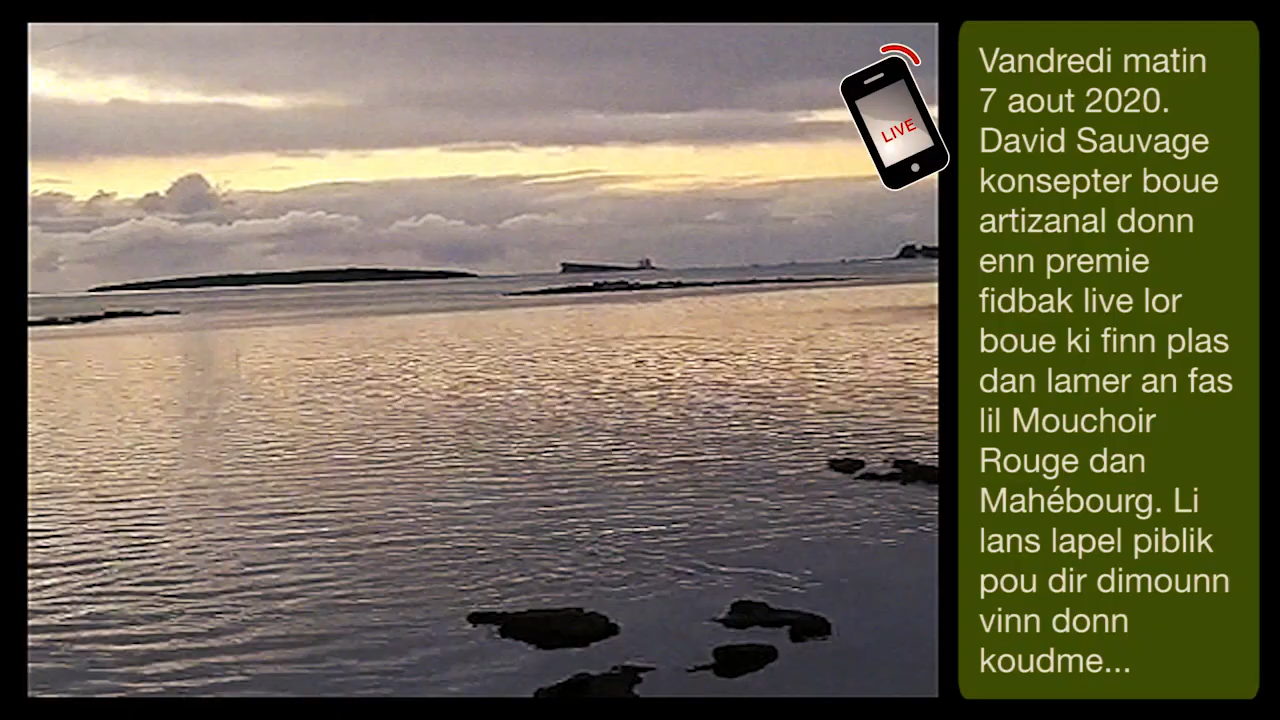 LIVE
Vandredi matin
7 aout 2020.
David Sauvage
konsepter boue
artizanal donn
enn premie
fidbak live lor
boue ki finn plas
dan lamer an fas
lil Mouchoir
Rouge dan
Mahébourg. Li
lans lapel piblik
pou dir dimounn
vinn donn
koudme...